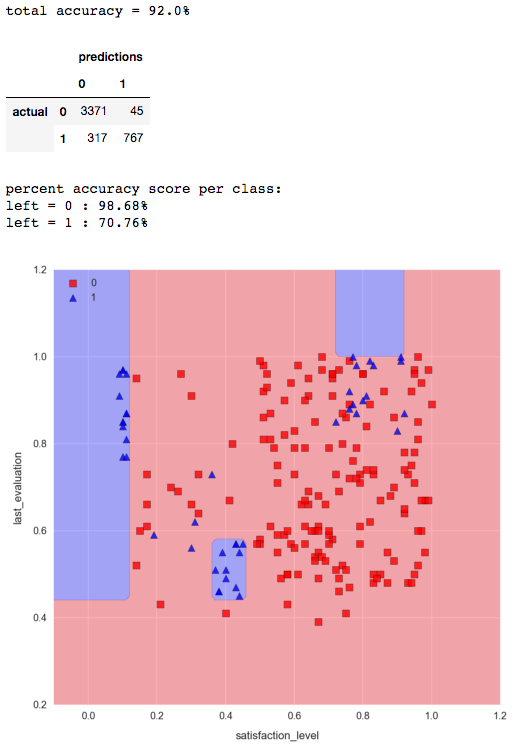 total accuracy = 92.0%
predictions
0 1
actual 0 3371 45
1 317 767
percent accuracy score per class:
left = 0 : 98.68%
left = 1 : 70.76%
0
1
1.2
1.0
0.8
0.6
0.4
0.2
last_evaluation
0.0 0.2 0.4 0.6 0.8 1.0 1.2
satisfaction_level